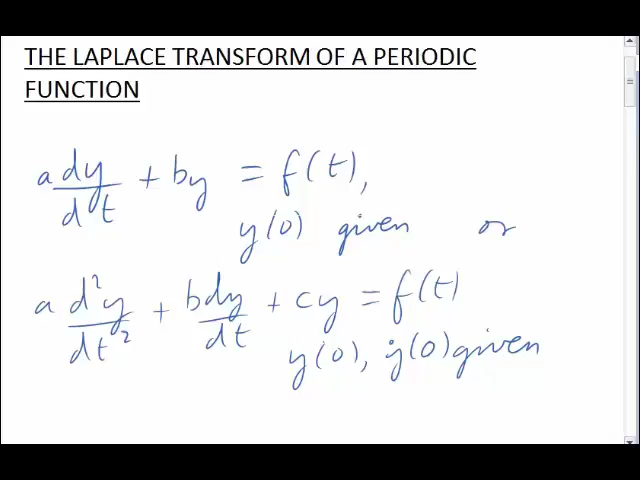 THE LAPLACE TRANSFORM OF A PERIODIC
FUNCTION
a dy/dt + by = f(t),
y(0) given or
a d²y/dt² + b dy/dt + cy = f(t)
y(0), ẏ(0) given